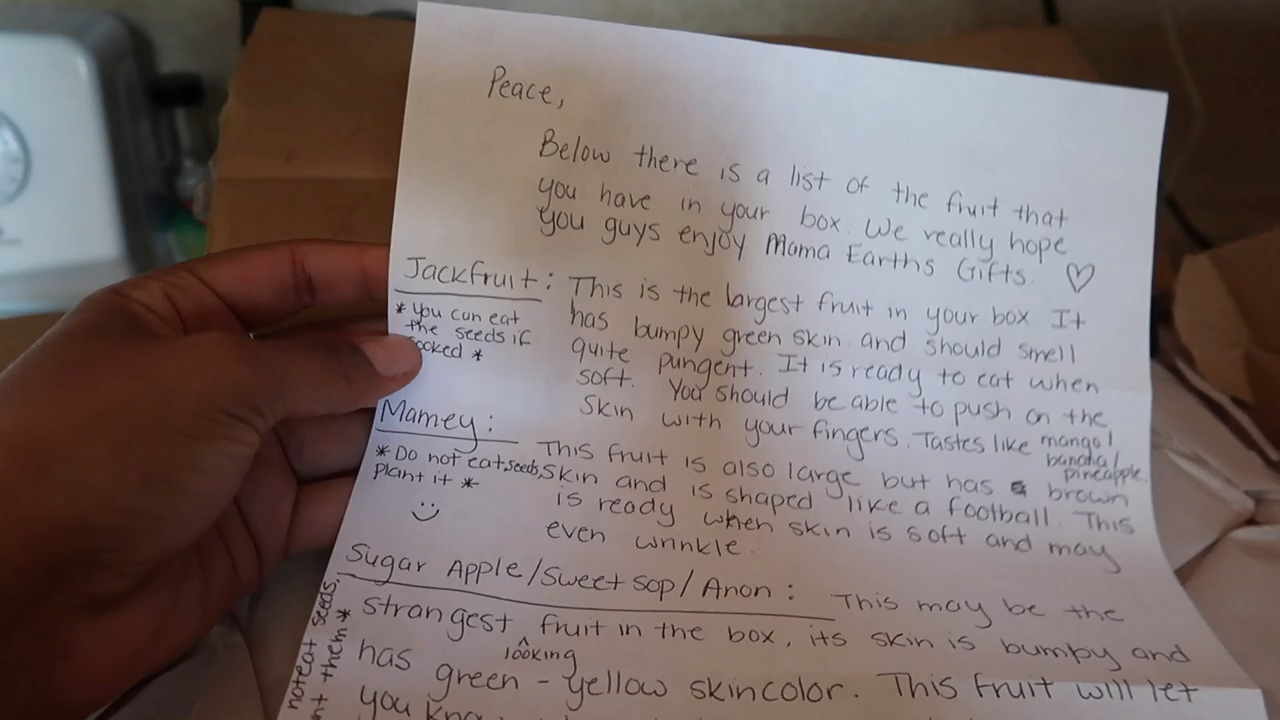 Peace,
Below there is a list of the fruit that
you have in your box. We really hope
you guys enjoy Mama Earths Gifts. ♡
Jackfruit: This is the largest fruit in your box It
* You can eat
the seeds if
cooked *
has bumpy green skin and should smell
quite pungent. It is ready to eat when
soft. You should be able to push on the
skin with your fingers. Tastes like mango/
banana/
pineapple.
Mamey:
* Do not eat seeds,
plant it *
This fruit is also large but has brown
skin and is shaped like a football. This
is ready when skin is soft and may
even wrinkle.
Sugar Apple/Sweet sop/Anon: This may be the
strangest looking fruit in the box, its skin is bumpy and
has green-yellow skin color. This fruit will let
you
not eat seeds,
them *